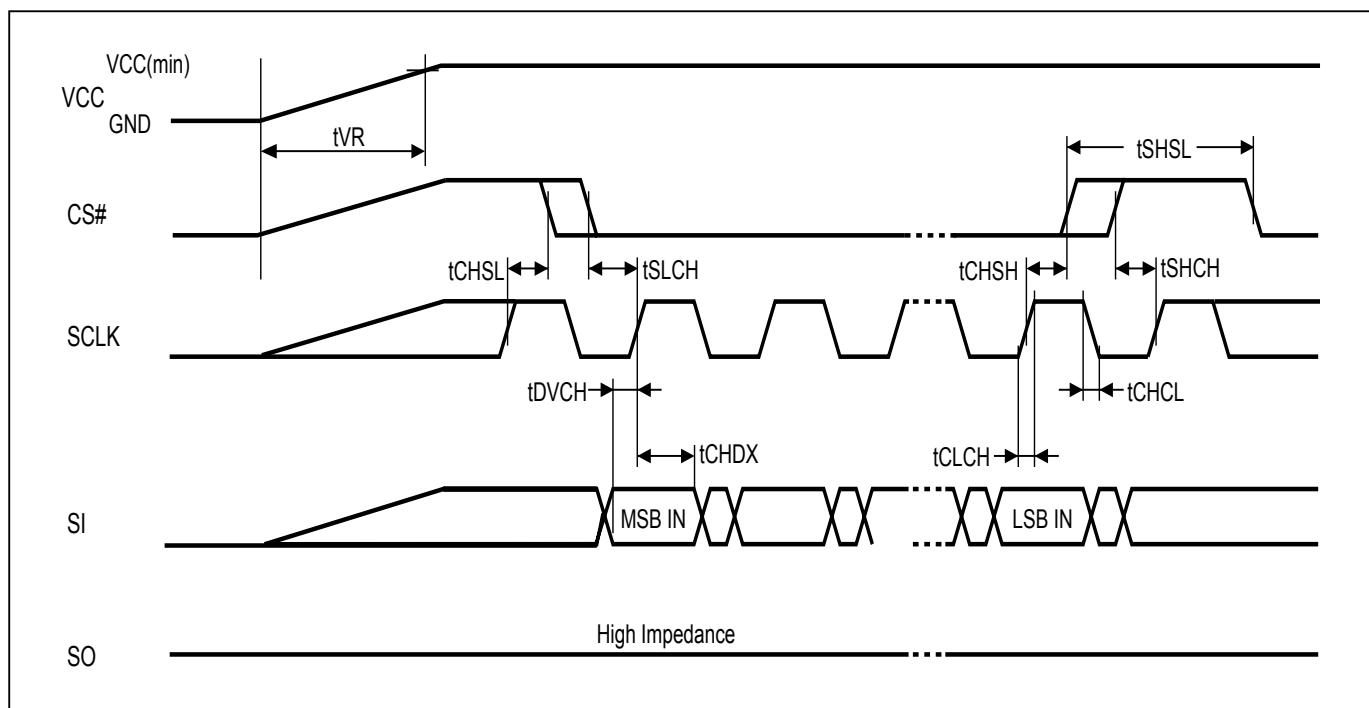 VCC(min)
VCC
GND
tVR
tSHSL
CS#
tCHSL
tSLCH
tCHSH
tSHCH
SCLK
tDVCH
tCHCL
tCHDX
tCLCH
SI
MSB IN
LSB IN
High Impedance
SO